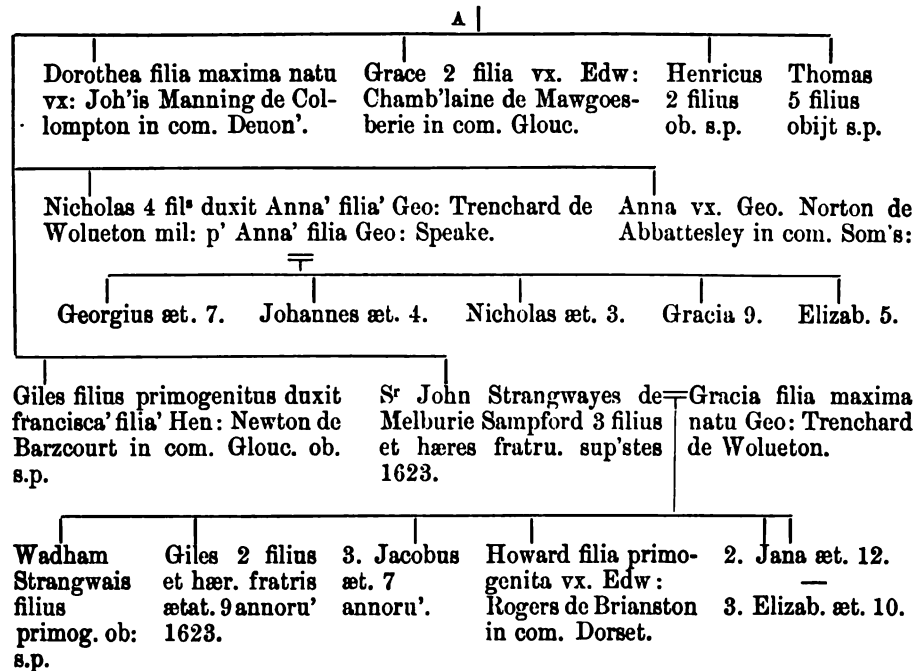 A
Dorothea filia maxima natu
vx: Joh'is Manning de Col-
lompton in com. Deuon'.
Grace 2 filia vx. Edw:
Chamb'laine de Mawgoes-
berie in com. Glouc.
Henricus
2 filius
ob. s.p.
Thomas
5 filius
obijt s.p.
Nicholas 4 filˢ duxit Anna' filia' Geo: Trenchard de
Wolueton mil: p' Anna' filia Geo: Speake.
Anna vx. Geo. Norton de
Abbattesley in com. Som's:
Georgius æt. 7.
Johannes æt. 4.
Nicholas æt. 3.
Gracia 9.
Elizab. 5.
Giles filius primogenitus duxit
francisca' filia' Hen: Newton de
Barzcourt in com. Glouc. ob.
s.p.
Sʳ John Strangwayes de
Melburie Sampford 3 filius
et hæres fratru. sup'stes
1623.
Gracia filia maxima
natu Geo: Trenchard
de Wolueton.
Wadham
Strangwais
filius
primog. ob:
s.p.
Giles 2 filius
et hær. fratris
ætat. 9 annoru'
1623.
3. Jacobus
æt. 7
annoru'.
Howard filia primo-
genita vx. Edw:
Rogers de Brianston
in com. Dorset.
2. Jana æt. 12.
—
3. Elizab. æt. 10.